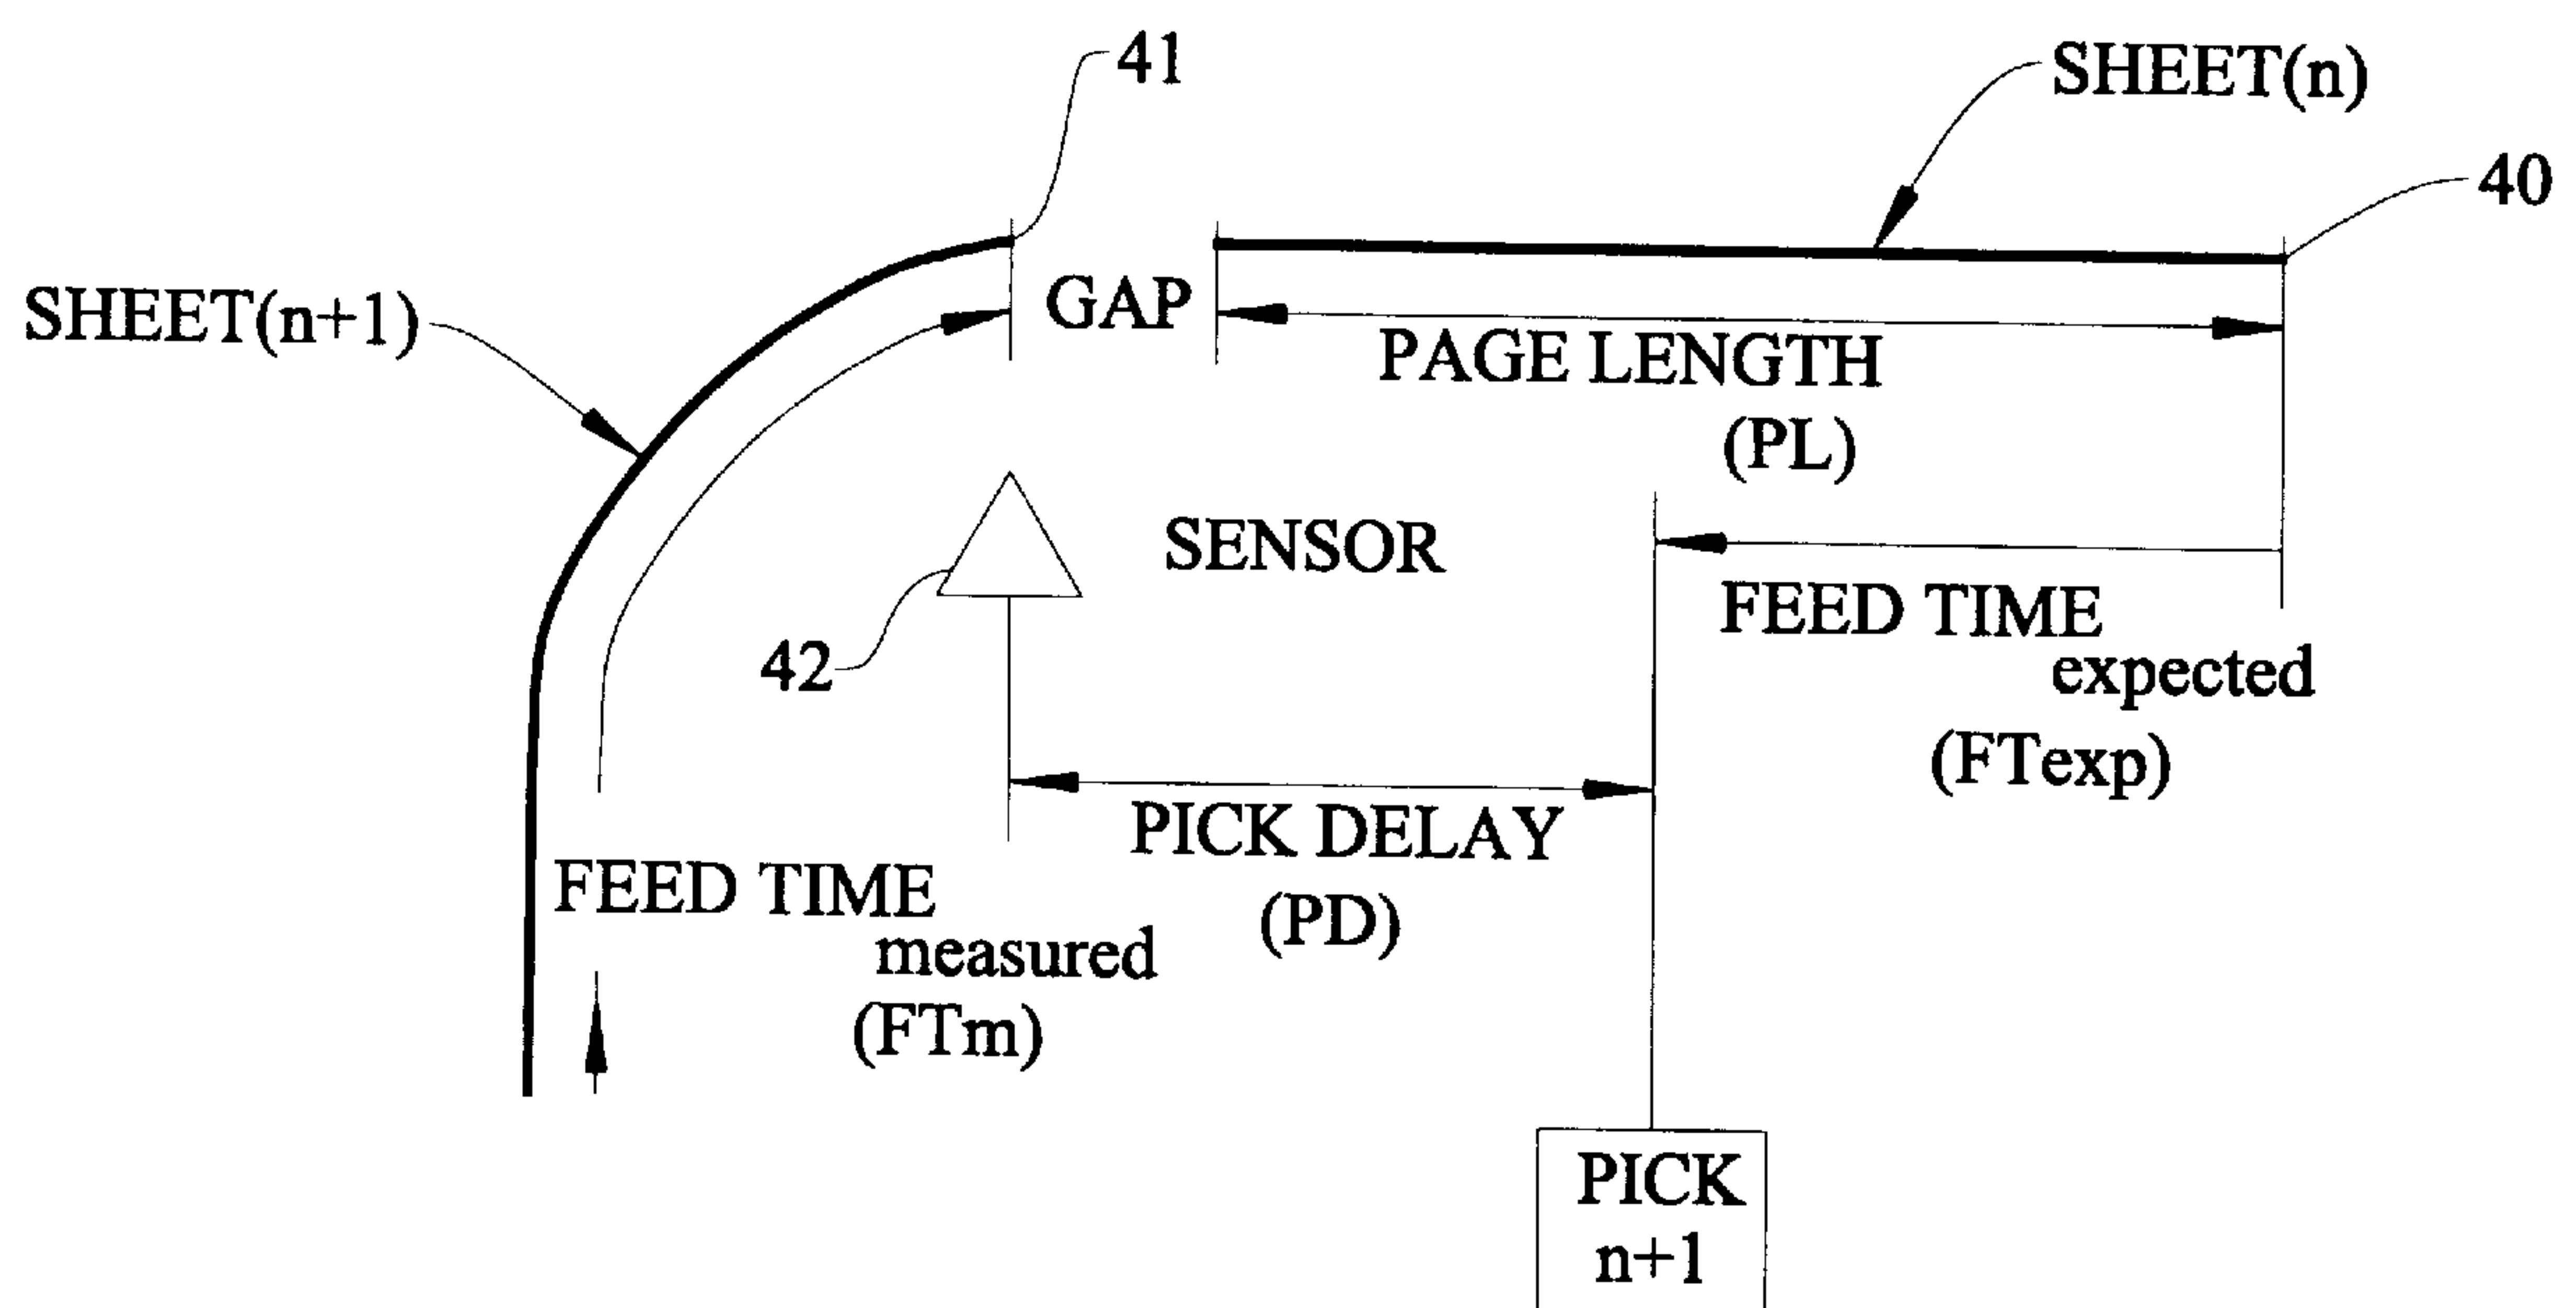 41
SHEET(n)
40
SHEET(n+1)
GAP
PAGE LENGTH
(PL)
SENSOR
42
FEED TIME
expected
(FTexp)
PICK DELAY
(PD)
FEED TIME
measured
(FTm)
PICK
n+1